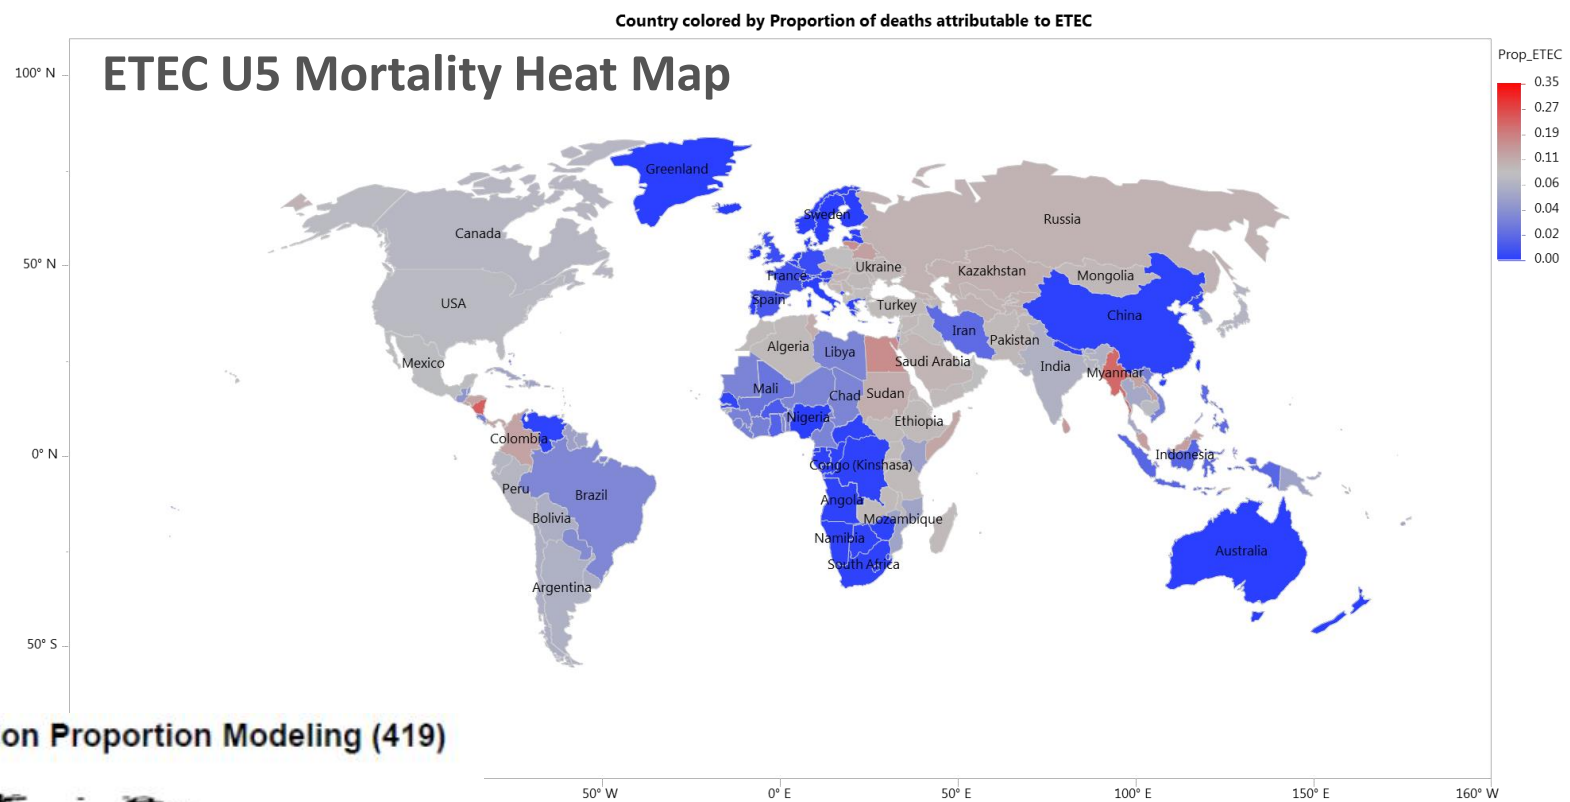 Country colored by Proportion of deaths attributable to ETEC
ETEC U5 Mortality Heat Map
Prop_ETEC
0.35
0.27
0.19
0.11
0.06
0.04
0.02
0.00
100° N
50° N
0° N
50° S
Greenland
Sweden
Russia
Canada
Ukraine
Kazakhstan
Mongolia
France
Spain
USA
Turkey
China
Iran
Pakistan
Algeria
Libya
Saudi Arabia
India
Mexico
Myanmar
Mali
Chad
Sudan
Nigeria
Ethiopia
Colombia
Indonesia
Congo (Kinshasa)
Peru
Brazil
Angola
Bolivia
Mozambique
Namibia
Australia
South Africa
Argentina
on Proportion Modeling (419)
50° W
0° E
50° E
100° E
150° E
160° W